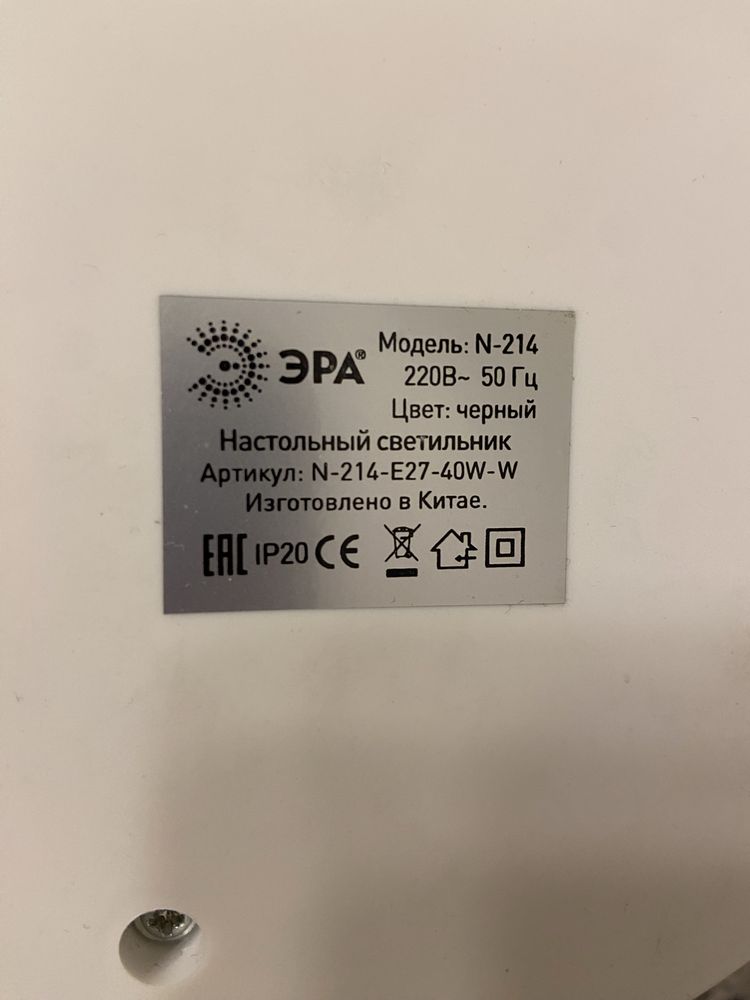 ЭРА®
Модель: N-214
220В~ 50 Гц
Цвет: черный
Настольный светильник
Артикул: N-214-E27-40W-W
Изготовлено в Китае.
EAC IP20 CE